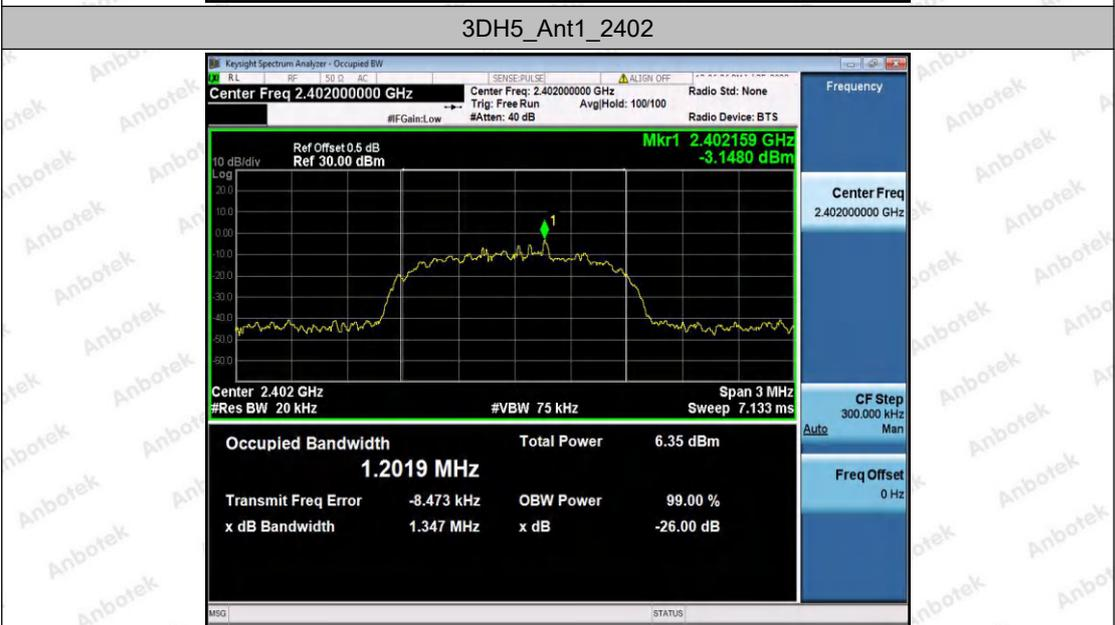 3DH5_Ant1_2402
Keysight Spectrum Analyzer - Occupied BW
RL RF 50 Ω AC SENSE:PULSE ALIGN OFF
Center Freq 2.402000000 GHz
Center Freq: 2.402000000 GHz
Radio Std: None
Trig: Free Run Avg|Hold: 100/100
#IFGain:Low #Atten: 40 dB Radio Device: BTS
Frequency
Mkr1 2.402159 GHz
-3.1480 dBm
Ref Offset 0.5 dB
10 dB/div Ref 30.00 dBm
Log
20.0
10.0
0.00
-10.0
-20.0
-30.0
-40.0
-50.0
-60.0
1
Center Freq
2.402000000 GHz
Center 2.402 GHz Span 3 MHz
#Res BW 20 kHz #VBW 75 kHz Sweep 7.133 ms
CF Step
300.000 kHz
Auto Man
Freq Offset
0 Hz
Occupied Bandwidth Total Power 6.35 dBm
1.2019 MHz
Transmit Freq Error -8.473 kHz OBW Power 99.00 %
x dB Bandwidth 1.347 MHz x dB -26.00 dB
MSG STATUS
Anbotek